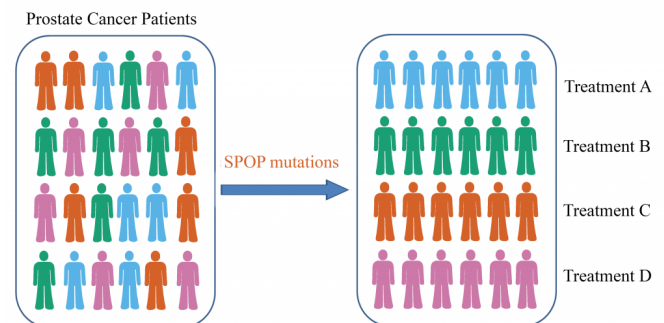 Prostate Cancer Patients
SPOP mutations
Treatment A
Treatment B
Treatment C
Treatment D